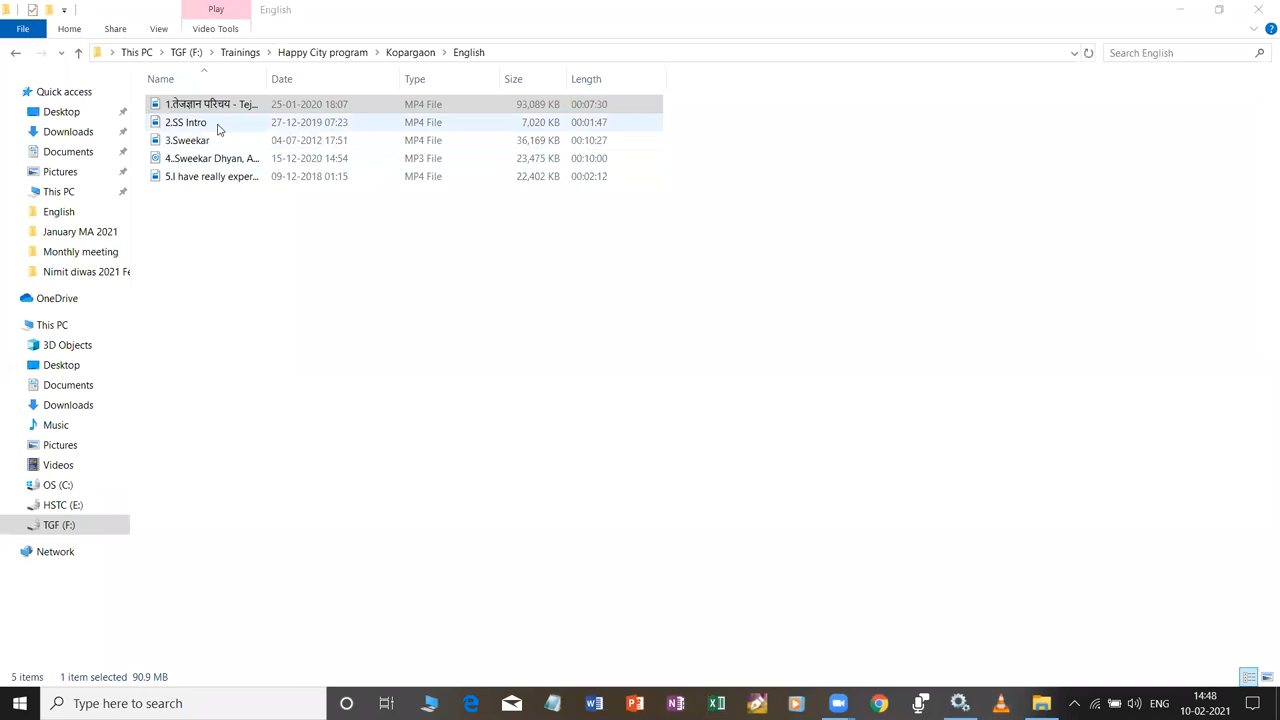 Play English
File Home Share View Video Tools
This PC TGF (F:) Trainings Happy City program Kopargaon English Search English
Name Date Type Size Length
1.तेजज्ञान परिचय - Tej... 25-01-2020 18:07 MP4 File 93,089 KB 00:07:30
2.SS Intro 27-12-2019 07:23 MP4 File 7,020 KB 00:01:47
3.Sweekar 04-07-2012 17:51 MP4 File 36,169 KB 00:10:27
4..Sweekar Dhyan, A... 15-12-2020 14:54 MP3 File 23,475 KB 00:10:00
5.I have really exper... 09-12-2018 01:15 MP4 File 22,402 KB 00:02:12
Quick access
Desktop
Downloads
Documents
Pictures
This PC
English
January MA 2021
Monthly meeting
Nimit diwas 2021 Fe
OneDrive
This PC
3D Objects
Desktop
Documents
Downloads
Music
Pictures
Videos
OS (C:)
HSTC (E:)
TGF (F:)
Network
5 items 1 item selected 90.9 MB
Type here to search ENG 14:48
10-02-2021